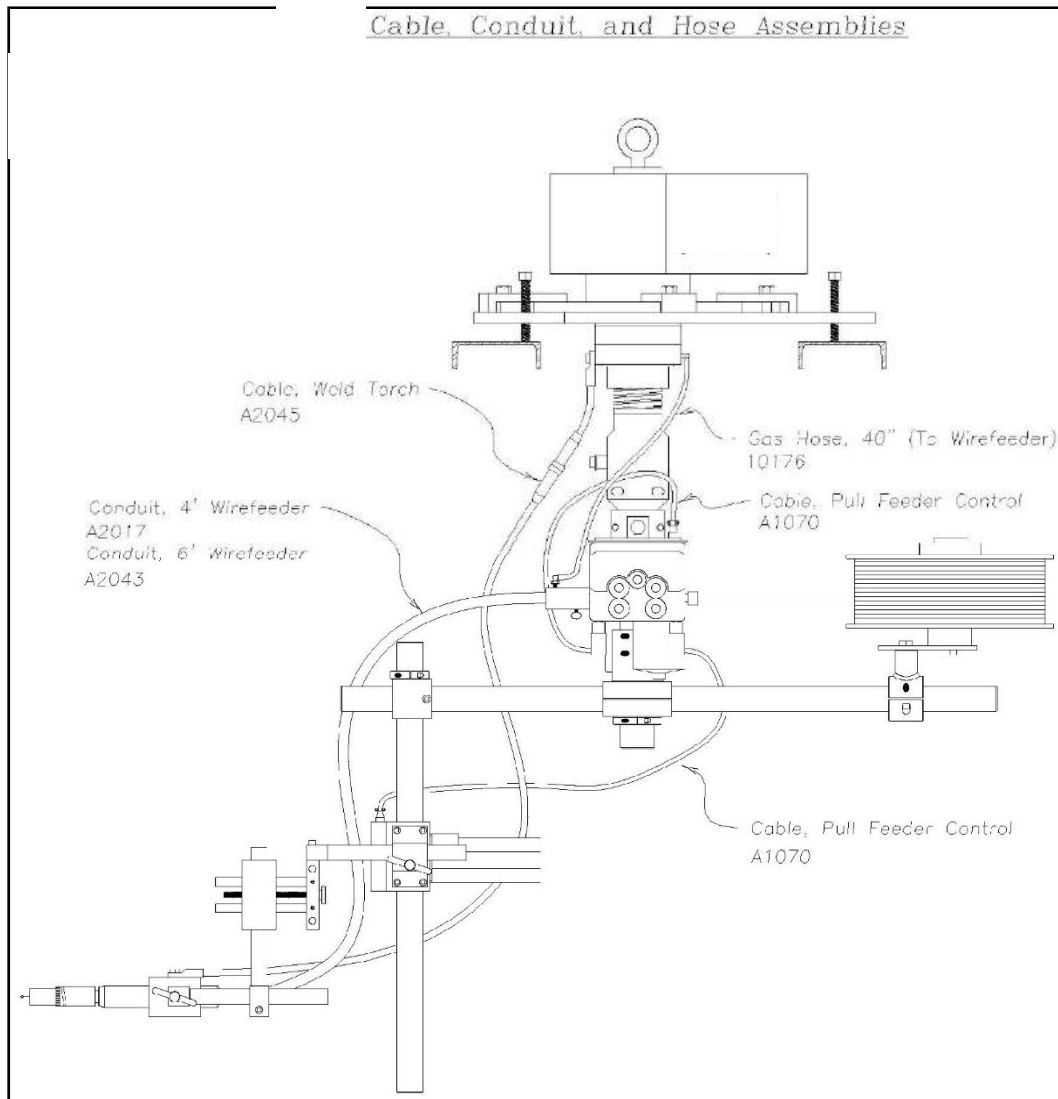 Cable, Conduit, and Hose Assemblies
Cable, Weld Torch
A2045
Gas Hose, 40" (To Wirefeeder)
10176
Cable, Pull Feeder Control
A1070
Conduit, 4' Wirefeeder
A2017
Conduit, 6' Wirefeeder
A2043
Cable, Pull Feeder Control
A1070